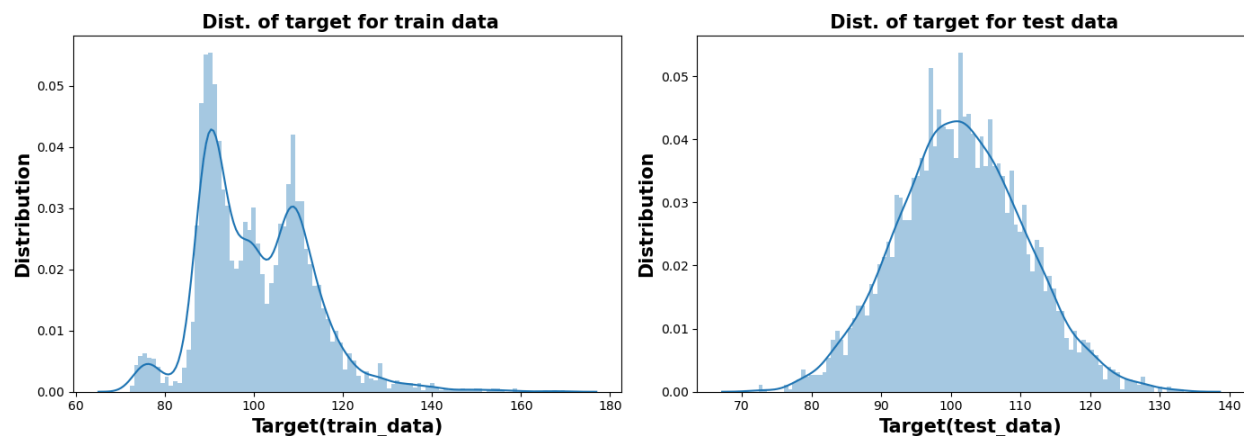 Dist. of target for train data
Distribution
0.05
0.04
0.03
0.02
0.01
0.00
60 80 100 120 140 160 180
Target(train_data)
Dist. of target for test data
Distribution
0.05
0.04
0.03
0.02
0.01
0.00
70 80 90 100 110 120 130 140
Target(test_data)